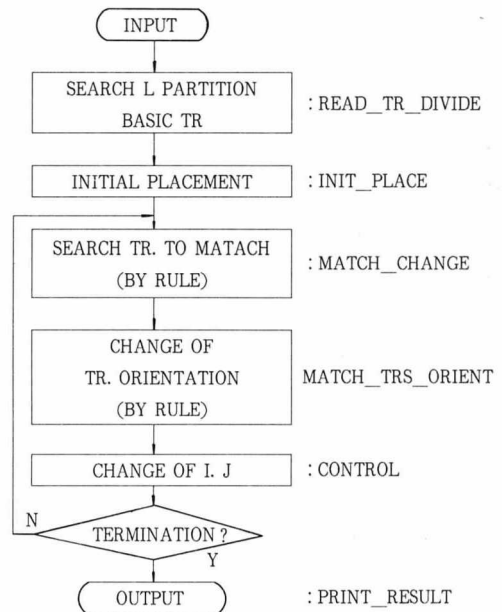 INPUT
SEARCH L PARTITION
BASIC TR
: READ_TR_DIVIDE
INITIAL PLACEMENT
: INIT_PLACE
SEARCH TR. TO MATACH
(BY RULE)
: MATCH_CHANGE
CHANGE OF
TR. ORIENTATION
(BY RULE)
MATCH_TRS_ORIENT
CHANGE OF I. J
: CONTROL
N
TERMINATION?
Y
OUTPUT
: PRINT_RESULT